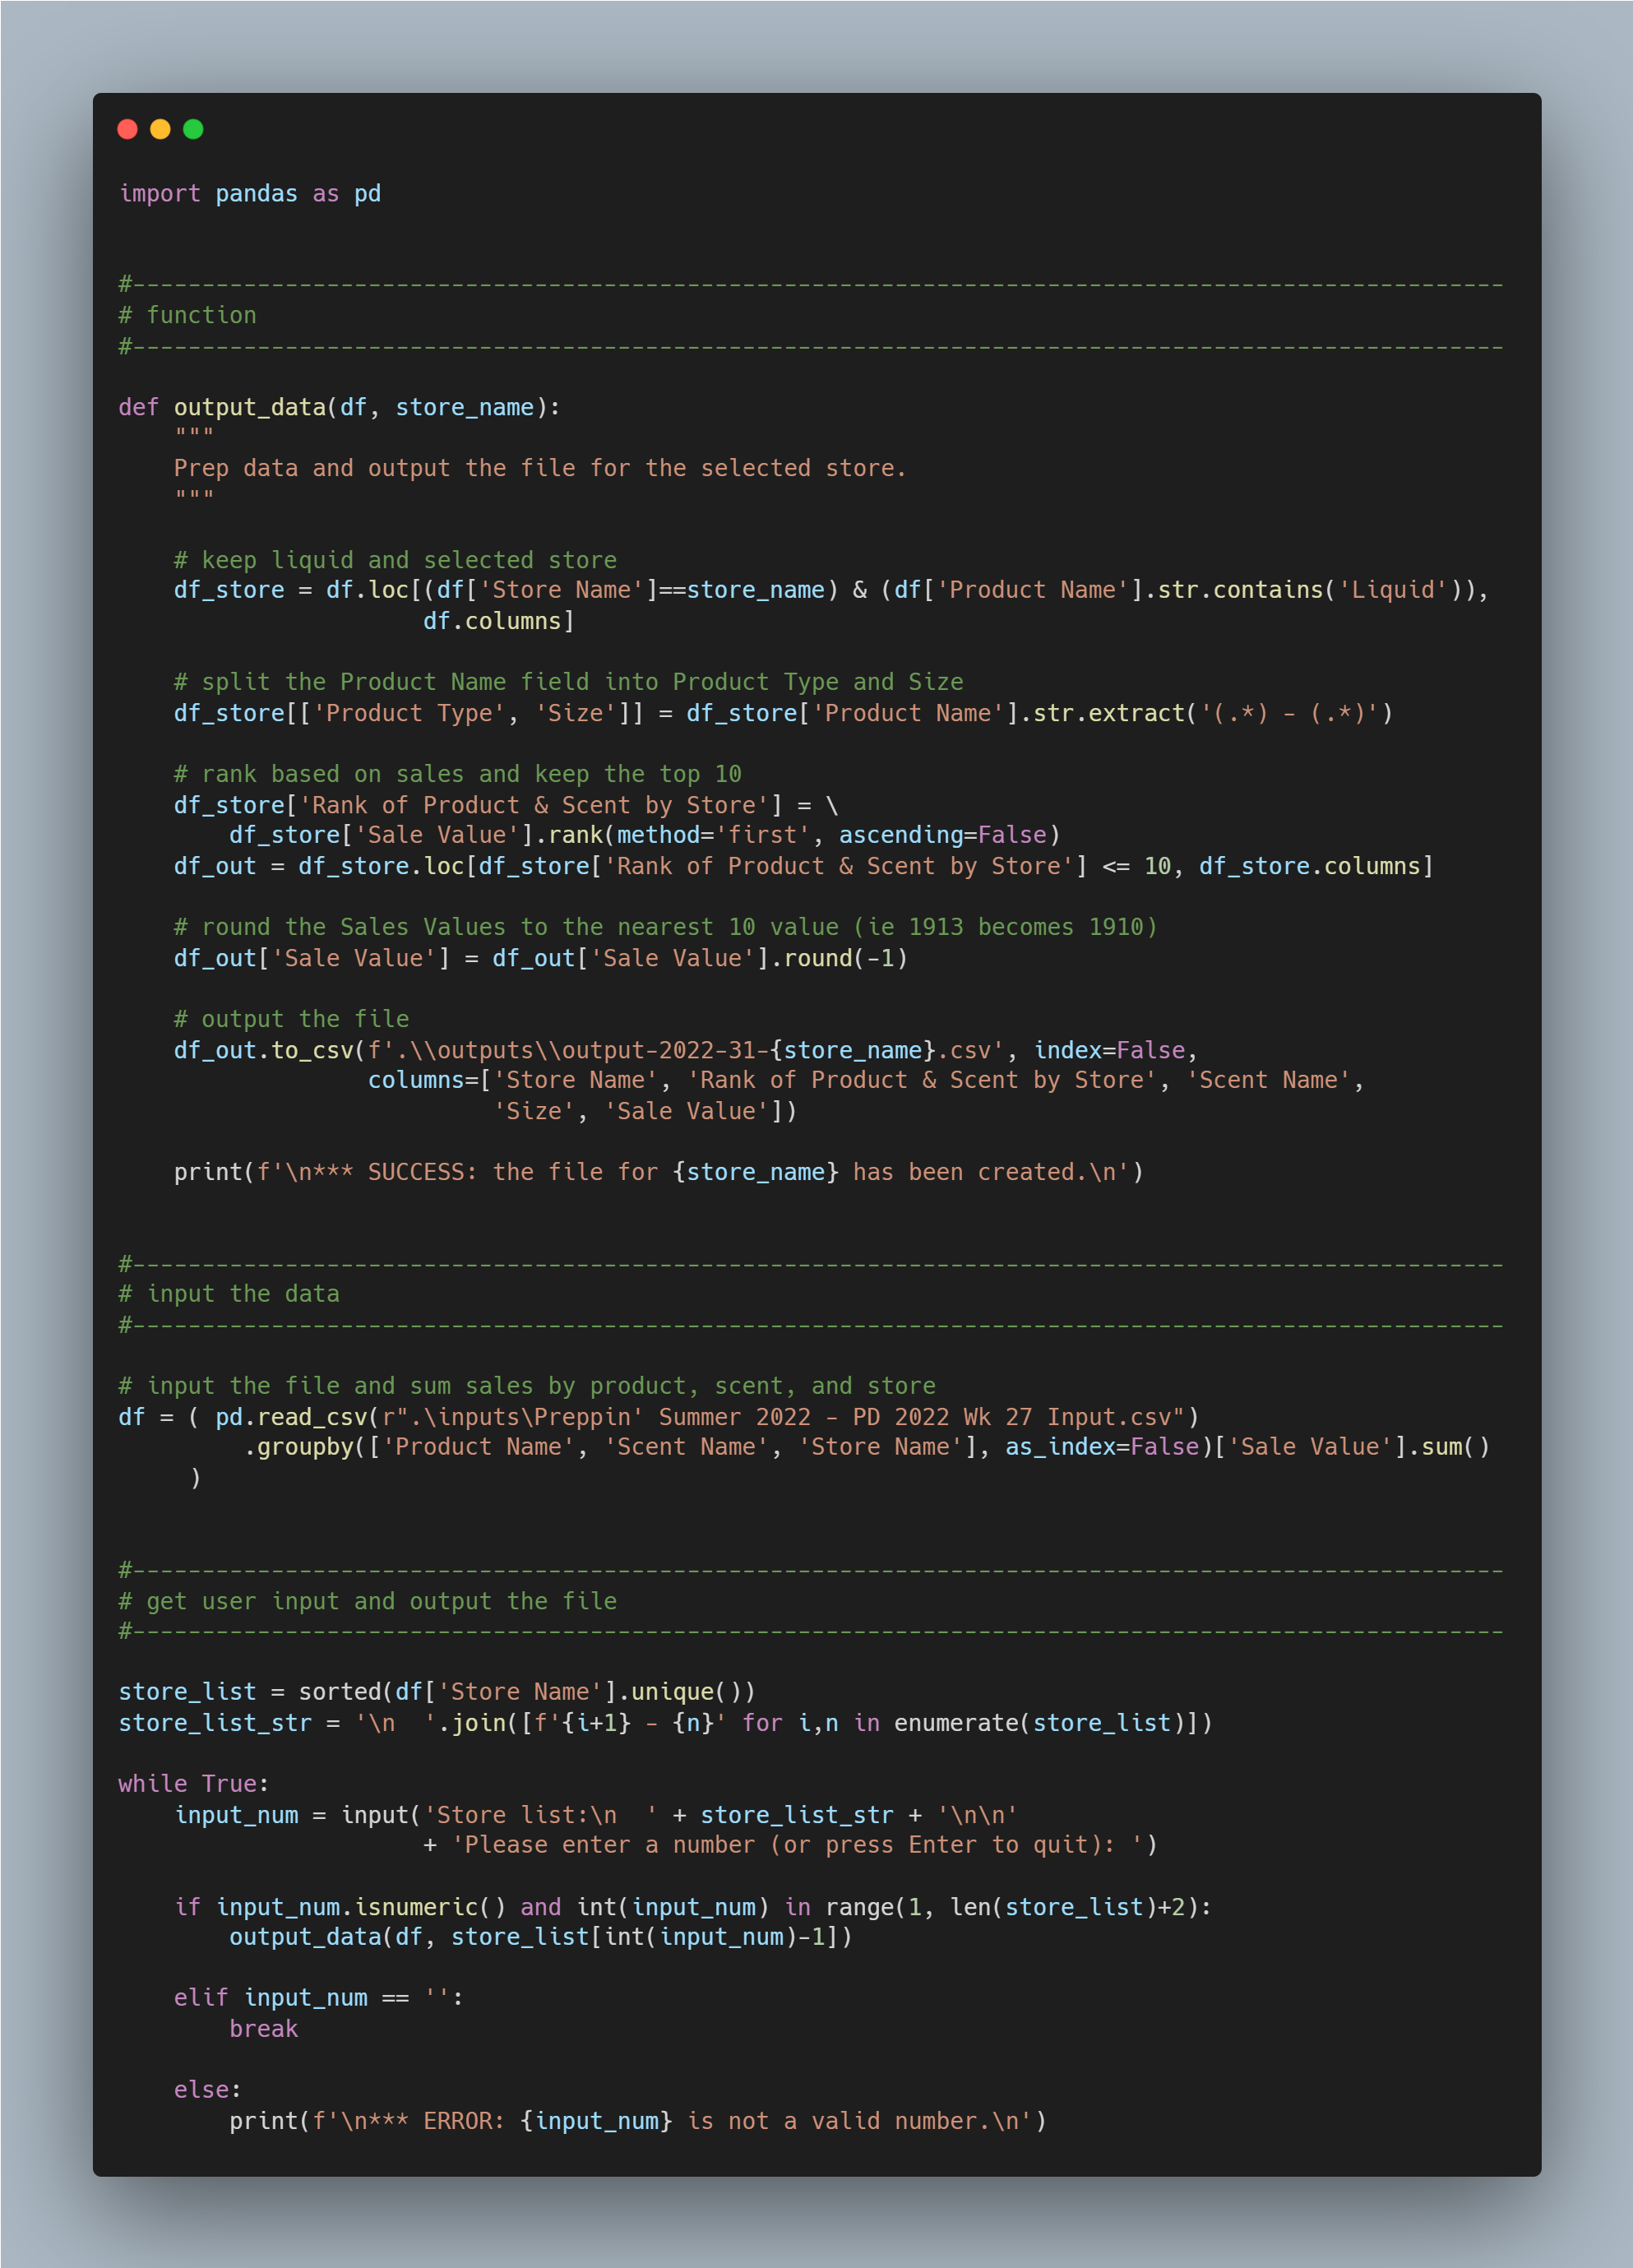 import pandas as pd
#---------------------------------------------------------------------------------------------------
# function
#---------------------------------------------------------------------------------------------------
def output_data(df, store_name):
    """
    Prep data and output the file for the selected store.
    """
    # keep liquid and selected store
    df_store = df.loc[(df['Store Name']==store_name) & (df['Product Name'].str.contains('Liquid')),
                      df.columns]
    # split the Product Name field into Product Type and Size
    df_store[['Product Type', 'Size']] = df_store['Product Name'].str.extract('(.*) - (.*)')
    # rank based on sales and keep the top 10
    df_store['Rank of Product & Scent by Store'] = \
        df_store['Sale Value'].rank(method='first', ascending=False)
    df_out = df_store.loc[df_store['Rank of Product & Scent by Store'] <= 10, df_store.columns]
    # round the Sales Values to the nearest 10 value (ie 1913 becomes 1910)
    df_out['Sale Value'] = df_out['Sale Value'].round(-1)
    # output the file
    df_out.to_csv(f'.\\outputs\\output-2022-31-{store_name}.csv', index=False,
                  columns=['Store Name', 'Rank of Product & Scent by Store', 'Scent Name',
                           'Size', 'Sale Value'])
    print(f'\n*** SUCCESS: the file for {store_name} has been created.\n')
#---------------------------------------------------------------------------------------------------
# input the data
#---------------------------------------------------------------------------------------------------
# input the file and sum sales by product, scent, and store
df = ( pd.read_csv(r".\inputs\Preppin' Summer 2022 - PD 2022 Wk 27 Input.csv")
         .groupby(['Product Name', 'Scent Name', 'Store Name'], as_index=False)['Sale Value'].sum()
     )
#---------------------------------------------------------------------------------------------------
# get user input and output the file
#---------------------------------------------------------------------------------------------------
store_list = sorted(df['Store Name'].unique())
store_list_str = '\n  '.join([f'{i+1} - {n}' for i,n in enumerate(store_list)])
while True:
    input_num = input('Store list:\n  ' + store_list_str + '\n\n'
                      + 'Please enter a number (or press Enter to quit): ')
    if input_num.isnumeric() and int(input_num) in range(1, len(store_list)+2):
        output_data(df, store_list[int(input_num)-1])
    elif input_num == '':
        break
    else:
        print(f'\n*** ERROR: {input_num} is not a valid number.\n')